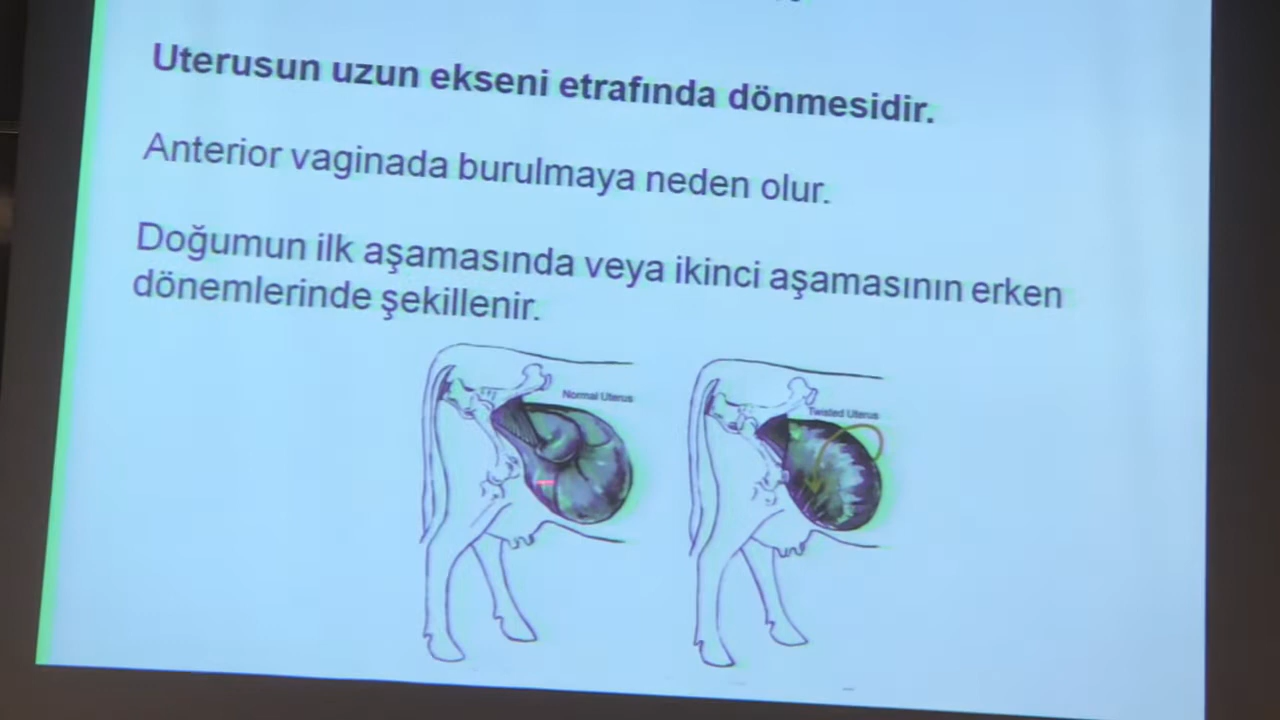 Uterusun uzun ekseni etrafında dönmesidir.
Anterior vaginada burulmaya neden olur.
Doğumun ilk aşamasında veya ikinci aşamasının erken
dönemlerinde şekillenir.
Normal Uterus
Twisted Uterus